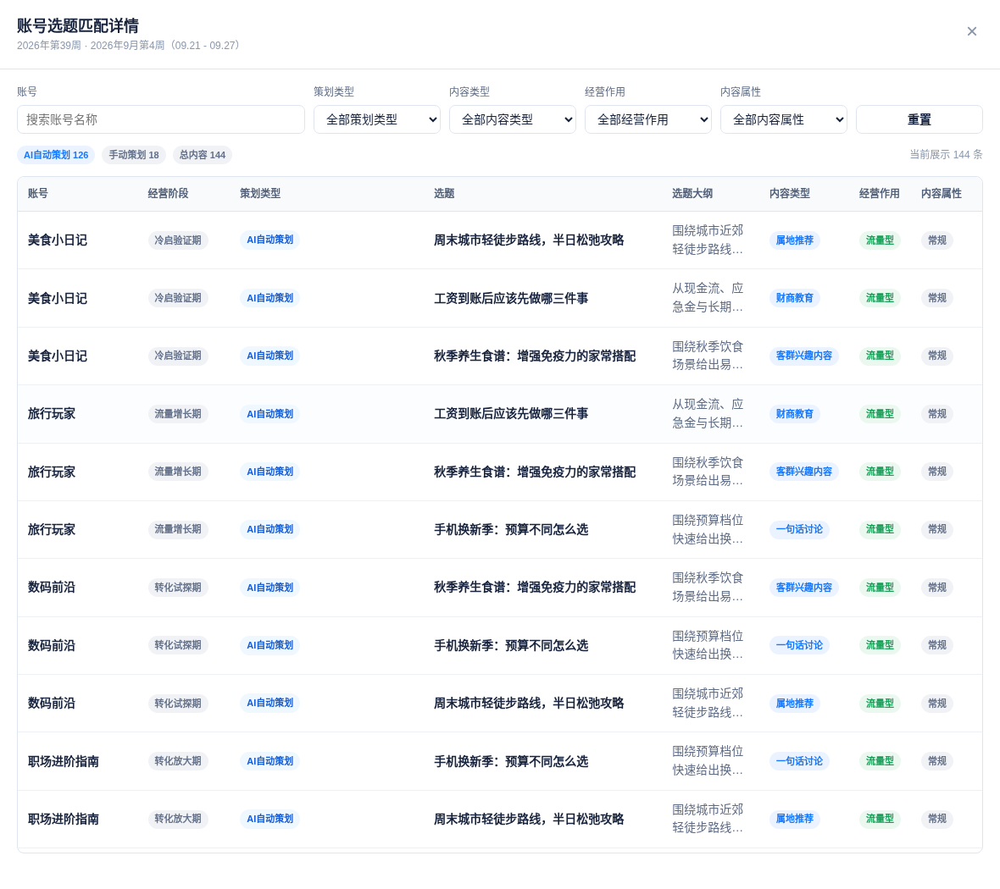 账号选题匹配详情
2026年第39周 · 2026年9月第4周（09.21 - 09.27）
×
账号 策划类型 内容类型 经营作用 内容属性
搜索账号名称 全部策划类型 全部内容类型 全部经营作用 全部内容属性 重置
AI自动策划 126 手动策划 18 总内容 144 当前展示 144 条
账号 经营阶段 策划类型 选题 选题大纲 内容类型 经营作用 内容属性
美食小日记 冷启验证期 AI自动策划 周末城市轻徒步路线，半日松弛攻略 围绕城市近郊 属地推荐 流量型 常规
轻徒步路线…
美食小日记 冷启验证期 AI自动策划 工资到账后应该先做哪三件事 从现金流、应 财商教育 流量型 常规
急金与长期…
美食小日记 冷启验证期 AI自动策划 秋季养生食谱：增强免疫力的家常搭配 围绕秋季饮食 客群兴趣内容 流量型 常规
场景给出易…
旅行玩家 流量增长期 AI自动策划 工资到账后应该先做哪三件事 从现金流、应 财商教育 流量型 常规
急金与长期…
旅行玩家 流量增长期 AI自动策划 秋季养生食谱：增强免疫力的家常搭配 围绕秋季饮食 客群兴趣内容 流量型 常规
场景给出易…
旅行玩家 流量增长期 AI自动策划 手机换新季：预算不同怎么选 围绕预算档位 一句话讨论 流量型 常规
快速给出换…
数码前沿 转化试探期 AI自动策划 秋季养生食谱：增强免疫力的家常搭配 围绕秋季饮食 客群兴趣内容 流量型 常规
场景给出易…
数码前沿 转化试探期 AI自动策划 手机换新季：预算不同怎么选 围绕预算档位 一句话讨论 流量型 常规
快速给出换…
数码前沿 转化试探期 AI自动策划 周末城市轻徒步路线，半日松弛攻略 围绕城市近郊 属地推荐 流量型 常规
轻徒步路线…
职场进阶指南 转化放大期 AI自动策划 手机换新季：预算不同怎么选 围绕预算档位 一句话讨论 流量型 常规
快速给出换…
职场进阶指南 转化放大期 AI自动策划 周末城市轻徒步路线，半日松弛攻略 围绕城市近郊 属地推荐 流量型 常规
轻徒步路线…